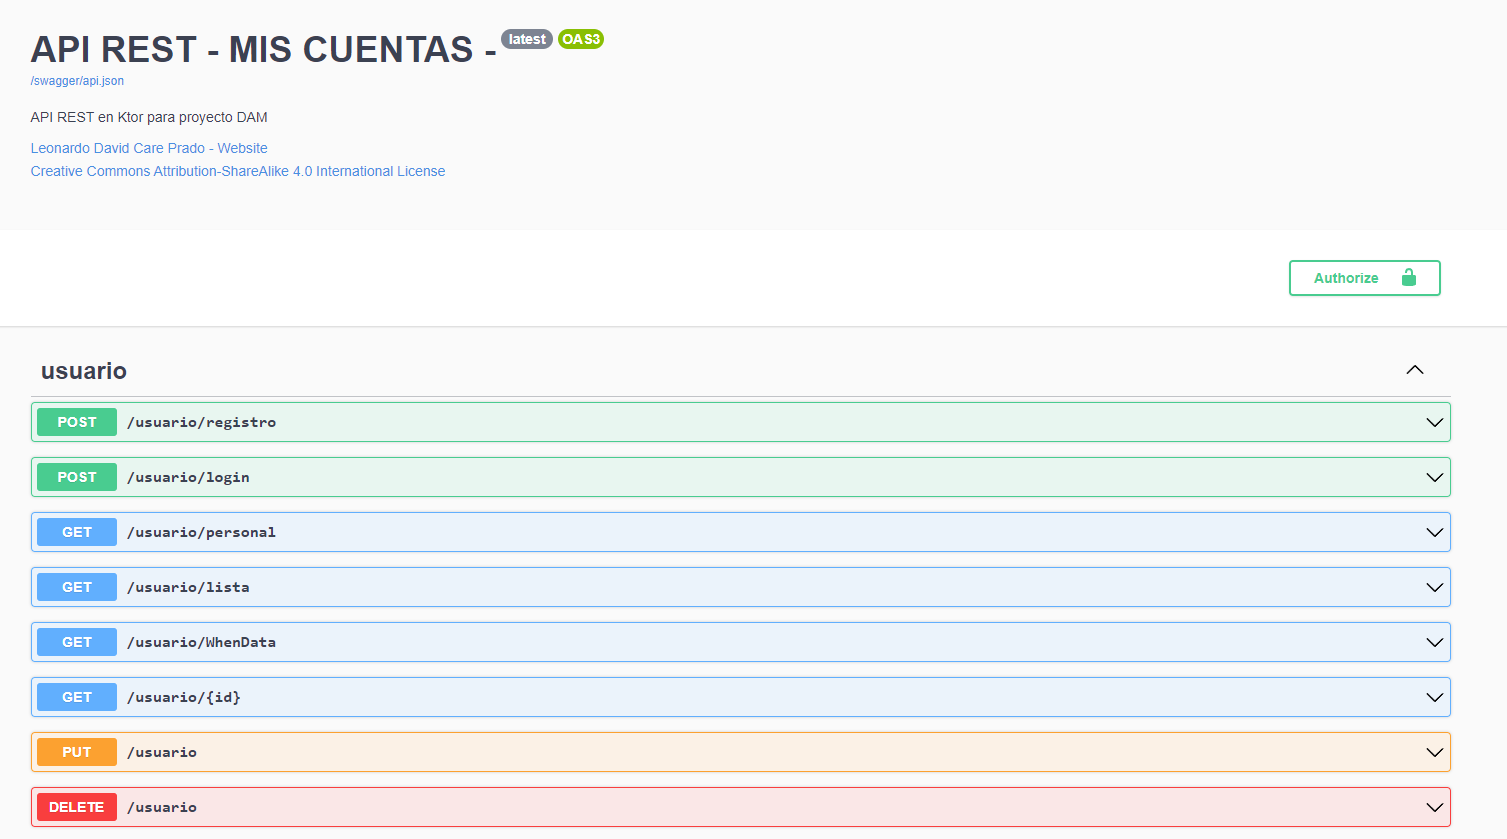 API REST - MIS CUENTAS - latest OAS3
/swagger/api.json
API REST en Ktor para proyecto DAM
Leonardo David Care Prado - Website
Creative Commons Attribution-ShareAlike 4.0 International License
Authorize
usuario
POST /usuario/registro
POST /usuario/login
GET /usuario/personal
GET /usuario/lista
GET /usuario/WhenData
GET /usuario/{id}
PUT /usuario
DELETE /usuario